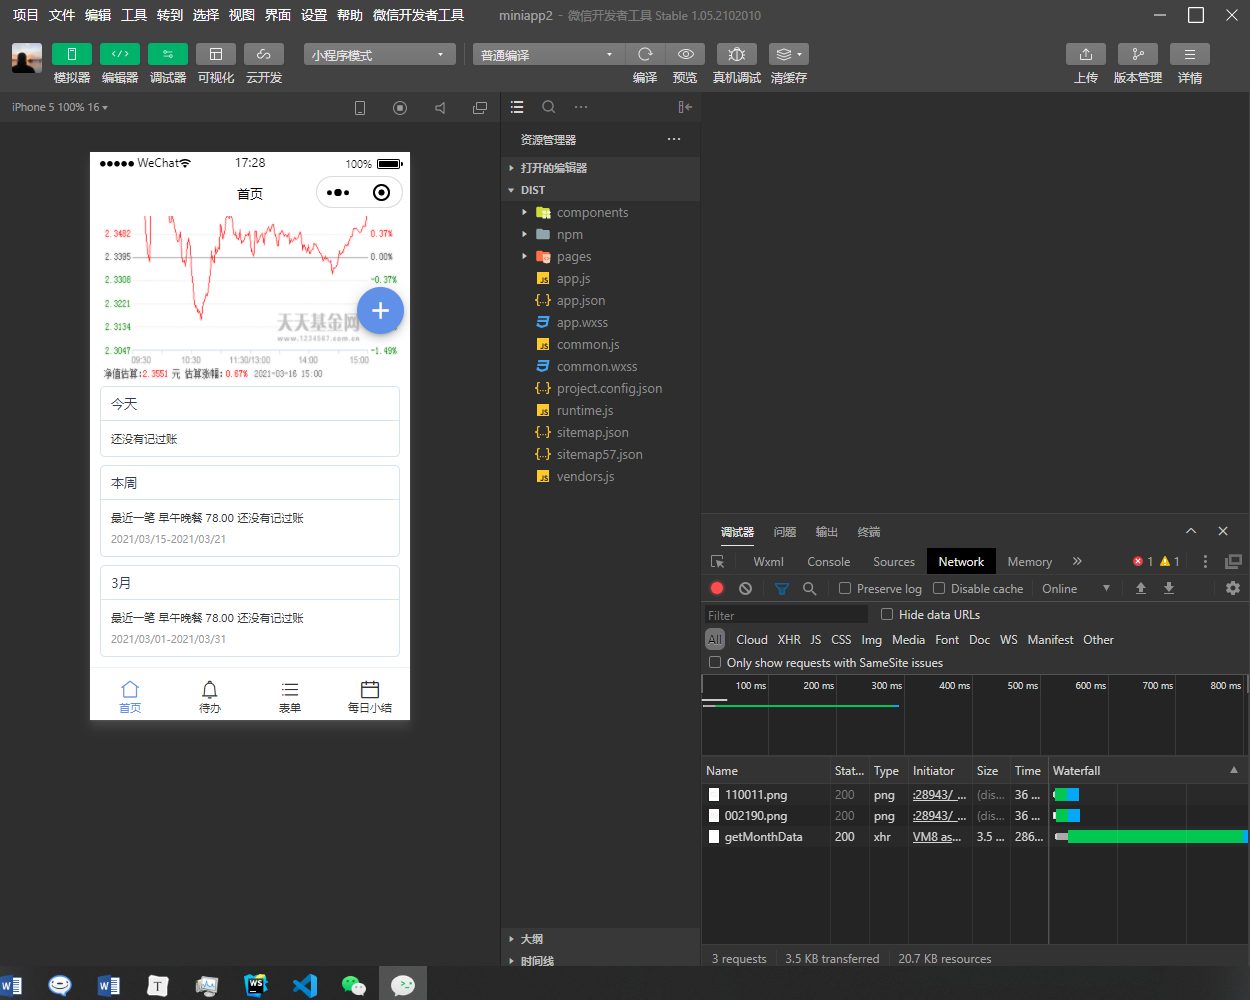 项目 文件 编辑 工具 转到 选择 视图 界面 设置 帮助 微信开发者工具
miniapp2 - 微信开发者工具 Stable 1.05.2102010
小程序模式
普通编译
模拟器 编辑器 调试器 可视化 云开发
编译 预览 真机调试 清缓存
上传 版本管理 详情
iPhone 5 100% 16
WeChat 17:28 100%
首页
2.3482 0.37%
2.3395 0.00%
2.3308 -0.37%
2.3221
2.3134
2.3047 -1.49%
天天基金网
www.1234567.com.cn
09:30 10:30 11:30/13:00 14:00 15:00
净值估算:2.3551 元 估算涨幅: 0.67% 2021-03-16 15:00
今天
还没有记过账
本周
最近一笔 早午晚餐 78.00 还没有记过账
2021/03/15-2021/03/21
3月
最近一笔 早午晚餐 78.00 还没有记过账
2021/03/01-2021/03/31
首页 待办 表单 每日小结
资源管理器
打开的编辑器
DIST
components
npm
pages
app.js
app.json
app.wxss
common.js
common.wxss
project.config.json
runtime.js
sitemap.json
sitemap57.json
vendors.js
大纲
时间线
调试器 问题 输出 终端
Wxml Console Sources Network Memory 1 1
Preserve log Disable cache Online
Filter Hide data URLs
All Cloud XHR JS CSS Img Media Font Doc WS Manifest Other
Only show requests with SameSite issues
100 ms 200 ms 300 ms 400 ms 500 ms 600 ms 700 ms 800 ms
Name Stat... Type Initiator Size Time Waterfall
110011.png 200 png :28943/_... (dis... 36 ...
002190.png 200 png :28943/_... (dis... 36 ...
getMonthData 200 xhr VM8 as... 3.5 ... 286...
3 requests 3.5 KB transferred 20.7 KB resources